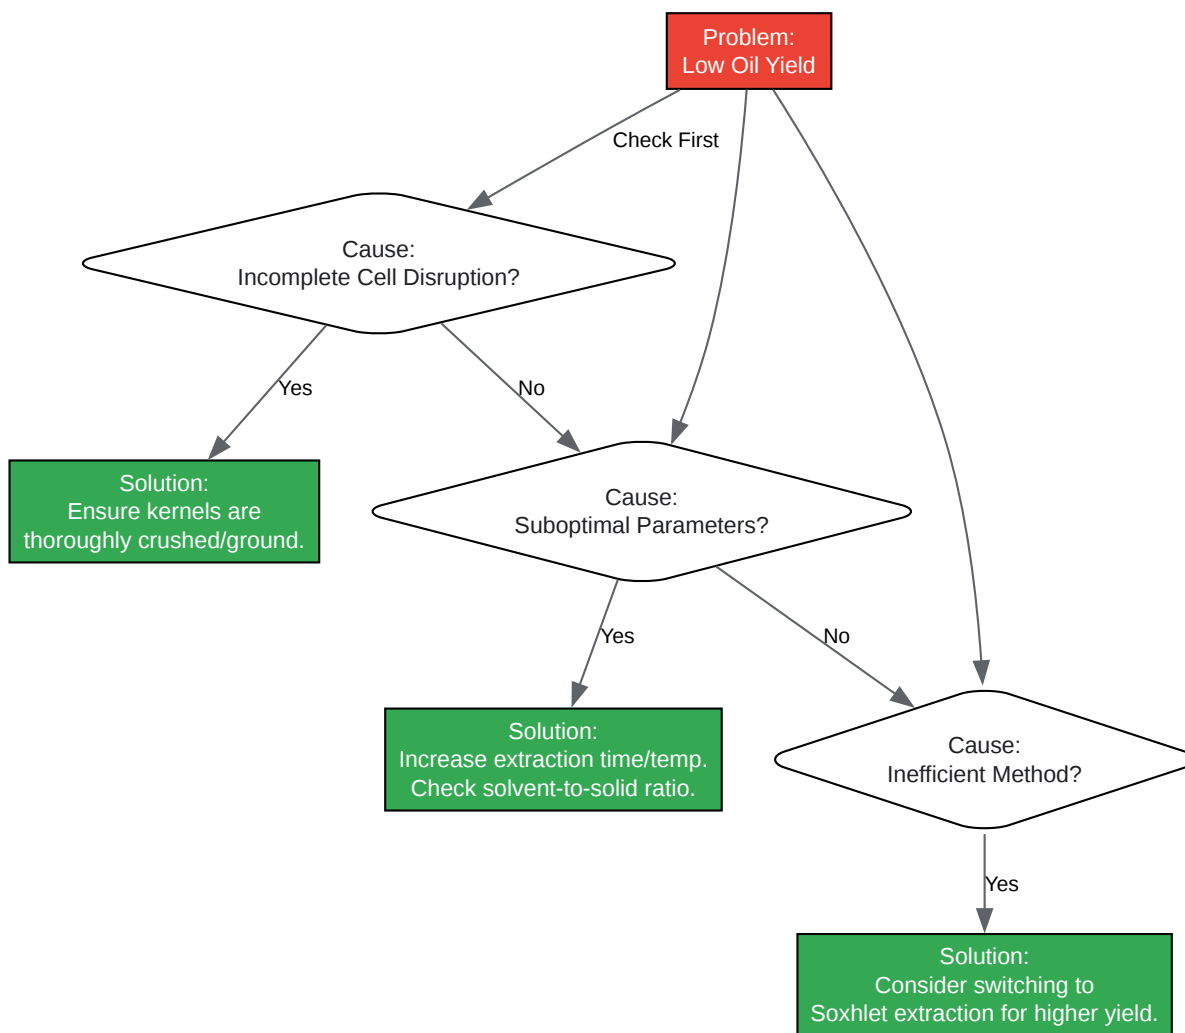 Problem:
Low Oil Yield
Check First
Cause:
Incomplete Cell Disruption?
Yes
No
Solution:
Ensure kernels are
thoroughly crushed/ground.
Cause:
Suboptimal Parameters?
Yes
No
Solution:
Increase extraction time/temp.
Check solvent-to-solid ratio.
Cause:
Inefficient Method?
Yes
Solution:
Consider switching to
Soxhlet extraction for higher yield.